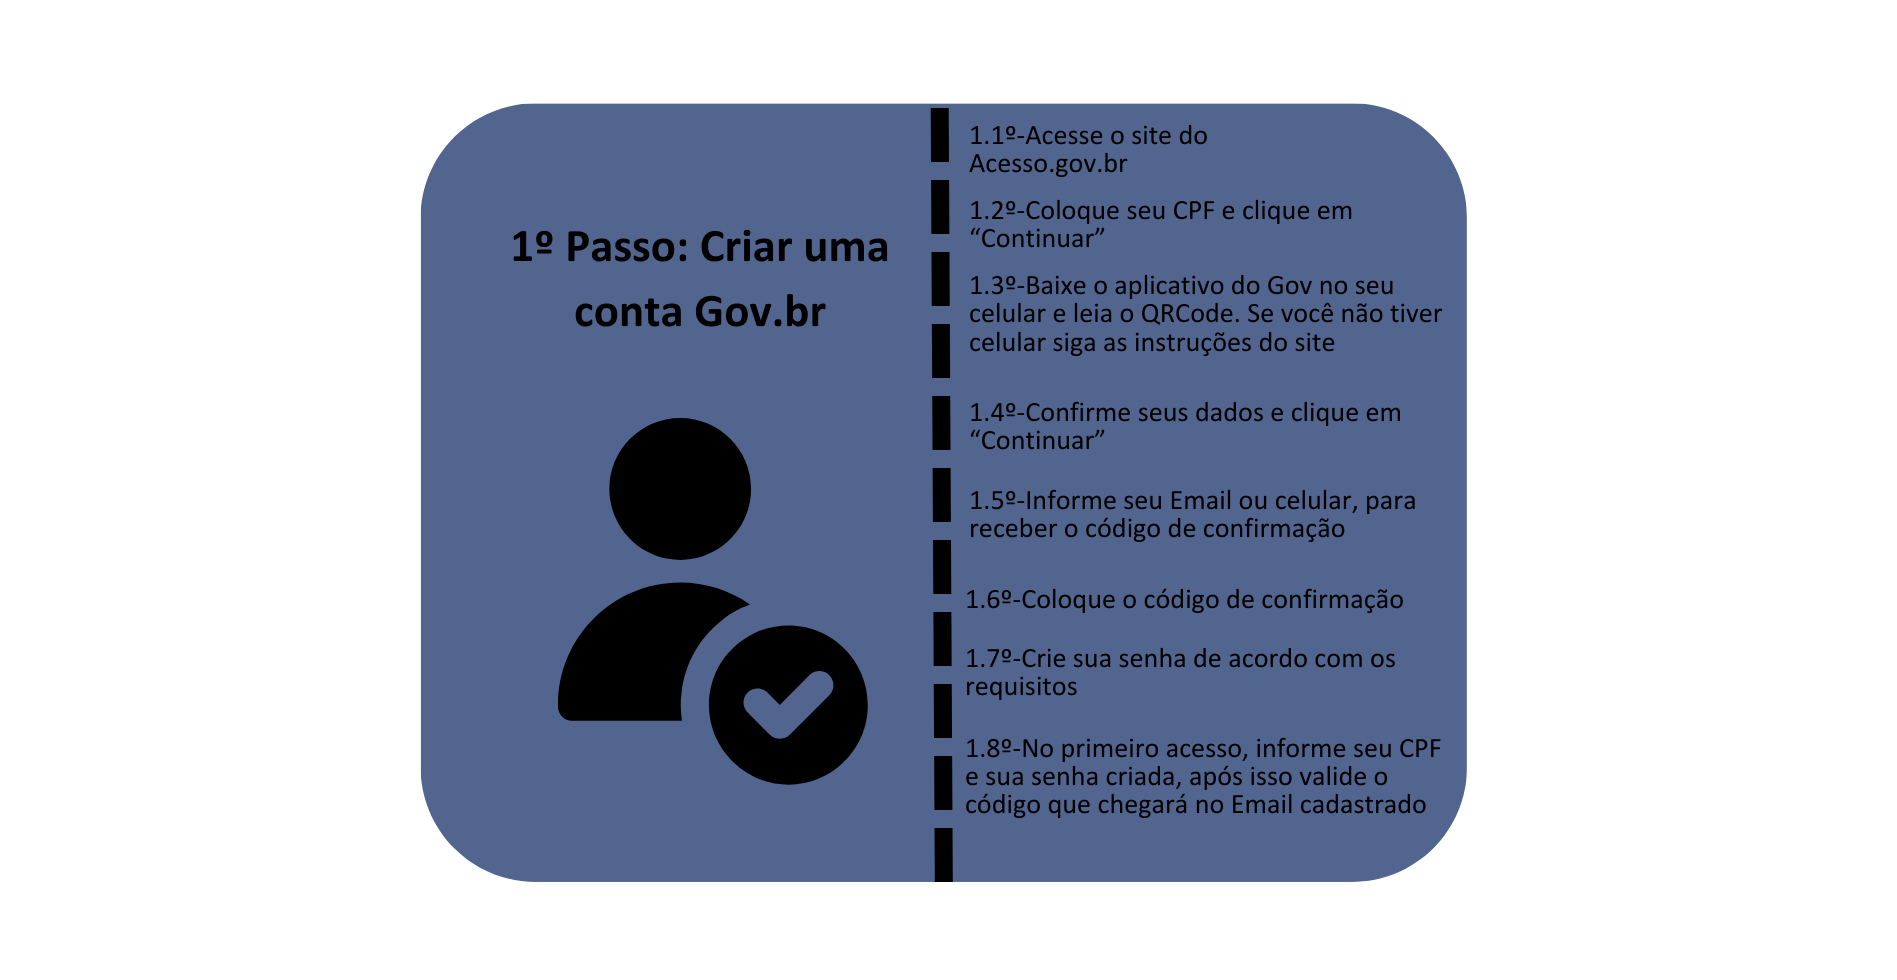 1º Passo: Criar uma
conta Gov.br
1.1º-Acesse o site do
Acesso.gov.br
1.2º-Coloque seu CPF e clique em
“Continuar”
1.3º-Baixe o aplicativo do Gov no seu
celular e leia o QRCode. Se você não tiver
celular siga as instruções do site
1.4º-Confirme seus dados e clique em
“Continuar”
1.5º-Informe seu Email ou celular, para
receber o código de confirmação
1.6º-Coloque o código de confirmação
1.7º-Crie sua senha de acordo com os
requisitos
1.8º-No primeiro acesso, informe seu CPF
e sua senha criada, após isso valide o
código que chegará no Email cadastrado